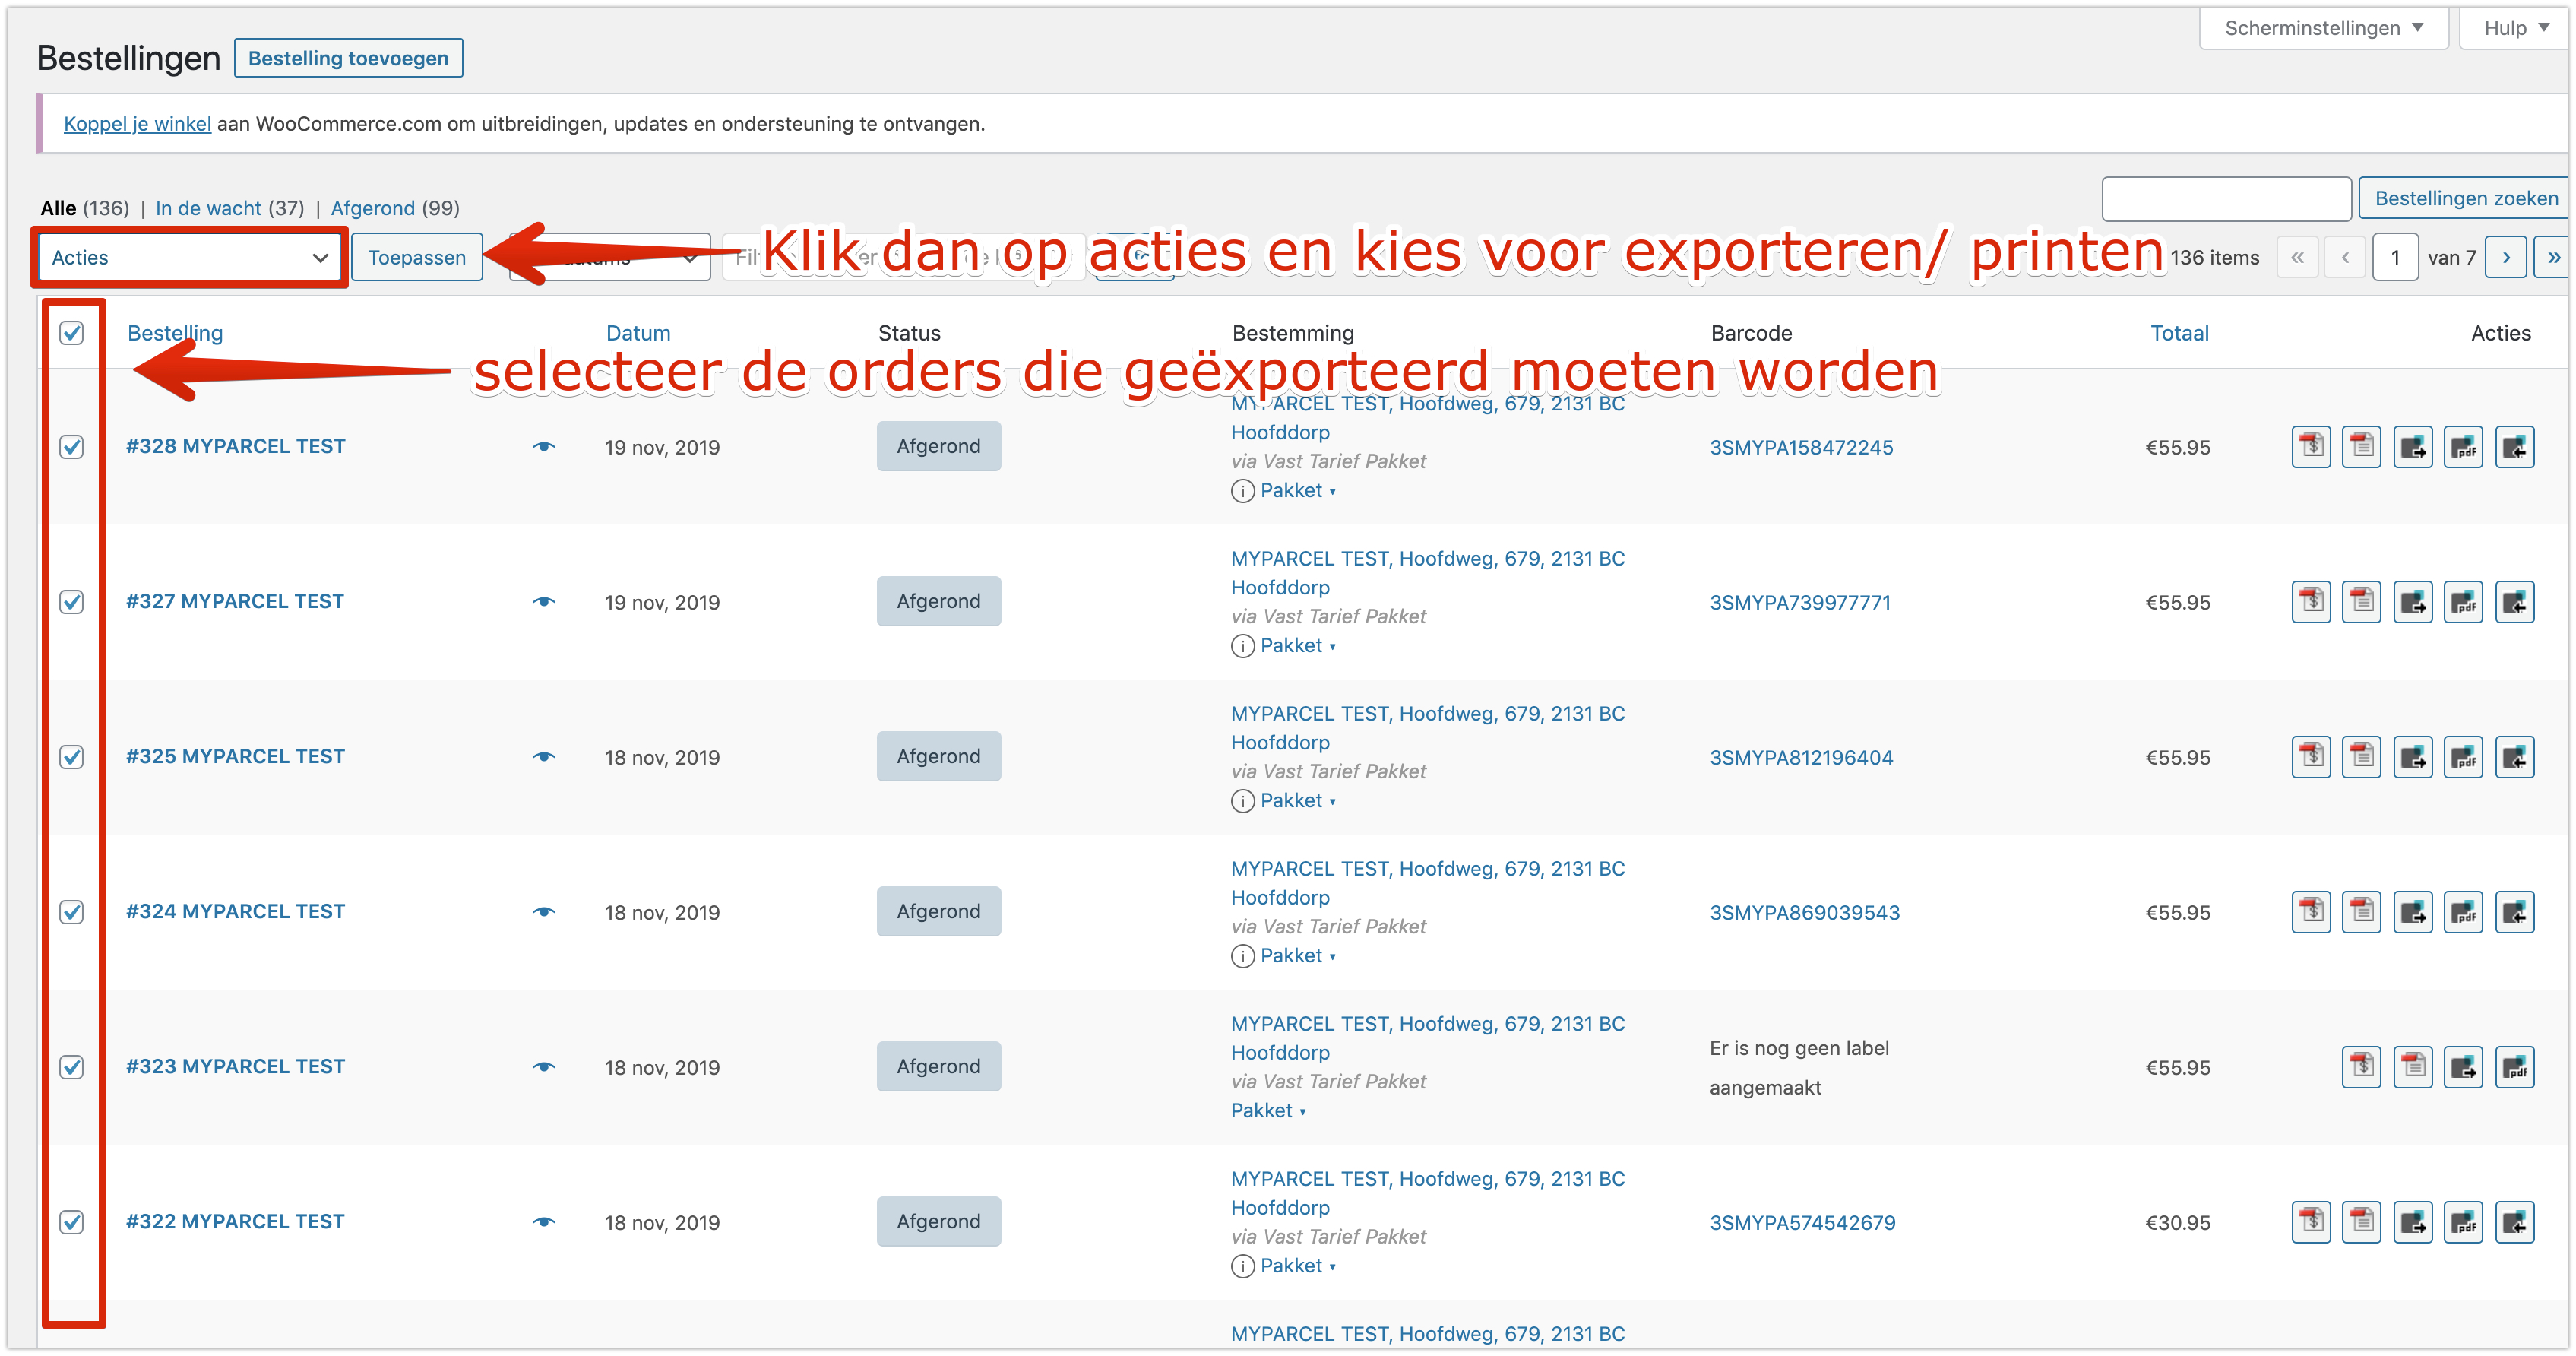 Scherminstellingen ▼
Hulp ▼
Bestellingen
Bestelling toevoegen
Koppel je winkel aan WooCommerce.com om uitbreidingen, updates en ondersteuning te ontvangen.
Alle (136) | In de wacht (37) | Afgerond (99)
Bestellingen zoeken
Acties
Toepassen
Klik dan op acties en kies voor exporteren/ printen
136 items
«
‹
1
van 7
›
»
Bestelling
Datum
Status
Bestemming
Barcode
Totaal
Acties
selecteer de orders die geëxporteerd moeten worden
#328 MYPARCEL TEST
19 nov, 2019
Afgerond
MYPARCEL TEST, Hoofdweg, 679, 2131 BC
Hoofddorp
via Vast Tarief Pakket
i Pakket ▾
3SMYPA158472245
€55.95
pdf
#327 MYPARCEL TEST
19 nov, 2019
Afgerond
MYPARCEL TEST, Hoofdweg, 679, 2131 BC
Hoofddorp
via Vast Tarief Pakket
i Pakket ▾
3SMYPA739977771
€55.95
pdf
#325 MYPARCEL TEST
18 nov, 2019
Afgerond
MYPARCEL TEST, Hoofdweg, 679, 2131 BC
Hoofddorp
via Vast Tarief Pakket
i Pakket ▾
3SMYPA812196404
€55.95
pdf
#324 MYPARCEL TEST
18 nov, 2019
Afgerond
MYPARCEL TEST, Hoofdweg, 679, 2131 BC
Hoofddorp
via Vast Tarief Pakket
i Pakket ▾
3SMYPA869039543
€55.95
pdf
#323 MYPARCEL TEST
18 nov, 2019
Afgerond
MYPARCEL TEST, Hoofdweg, 679, 2131 BC
Hoofddorp
via Vast Tarief Pakket
Pakket ▾
Er is nog geen label
aangemaakt
€55.95
pdf
#322 MYPARCEL TEST
18 nov, 2019
Afgerond
MYPARCEL TEST, Hoofdweg, 679, 2131 BC
Hoofddorp
via Vast Tarief Pakket
i Pakket ▾
3SMYPA574542679
€30.95
pdf
MYPARCEL TEST, Hoofdweg, 679, 2131 BC